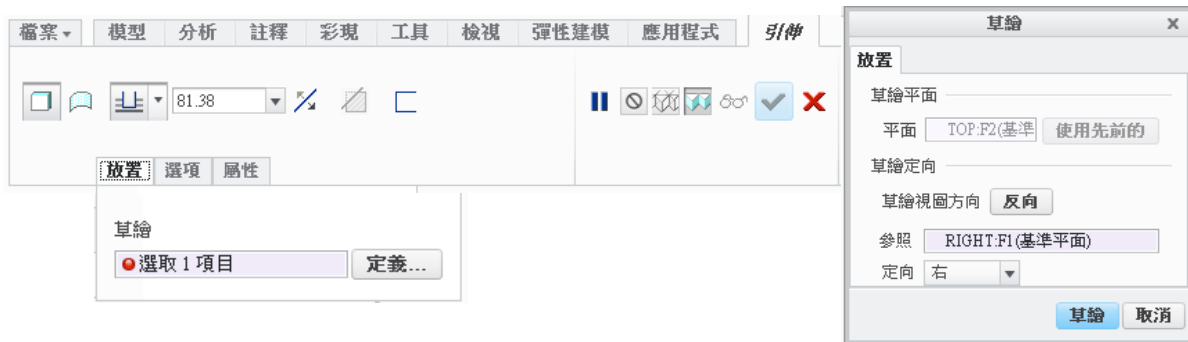 檔案 模型 分析 註釋 彩現 工具 檢視 彈性建模 應用程式 引伸
81.38
放置 選項 屬性
草繪
選取 1 項目 定義...
草繪 x
放置
草繪平面
平面 TOP:F2(基準 使用先前的
草繪定向
草繪視圖方向 反向
參照 RIGHT:F1(基準平面)
定向 右
草繪 取消